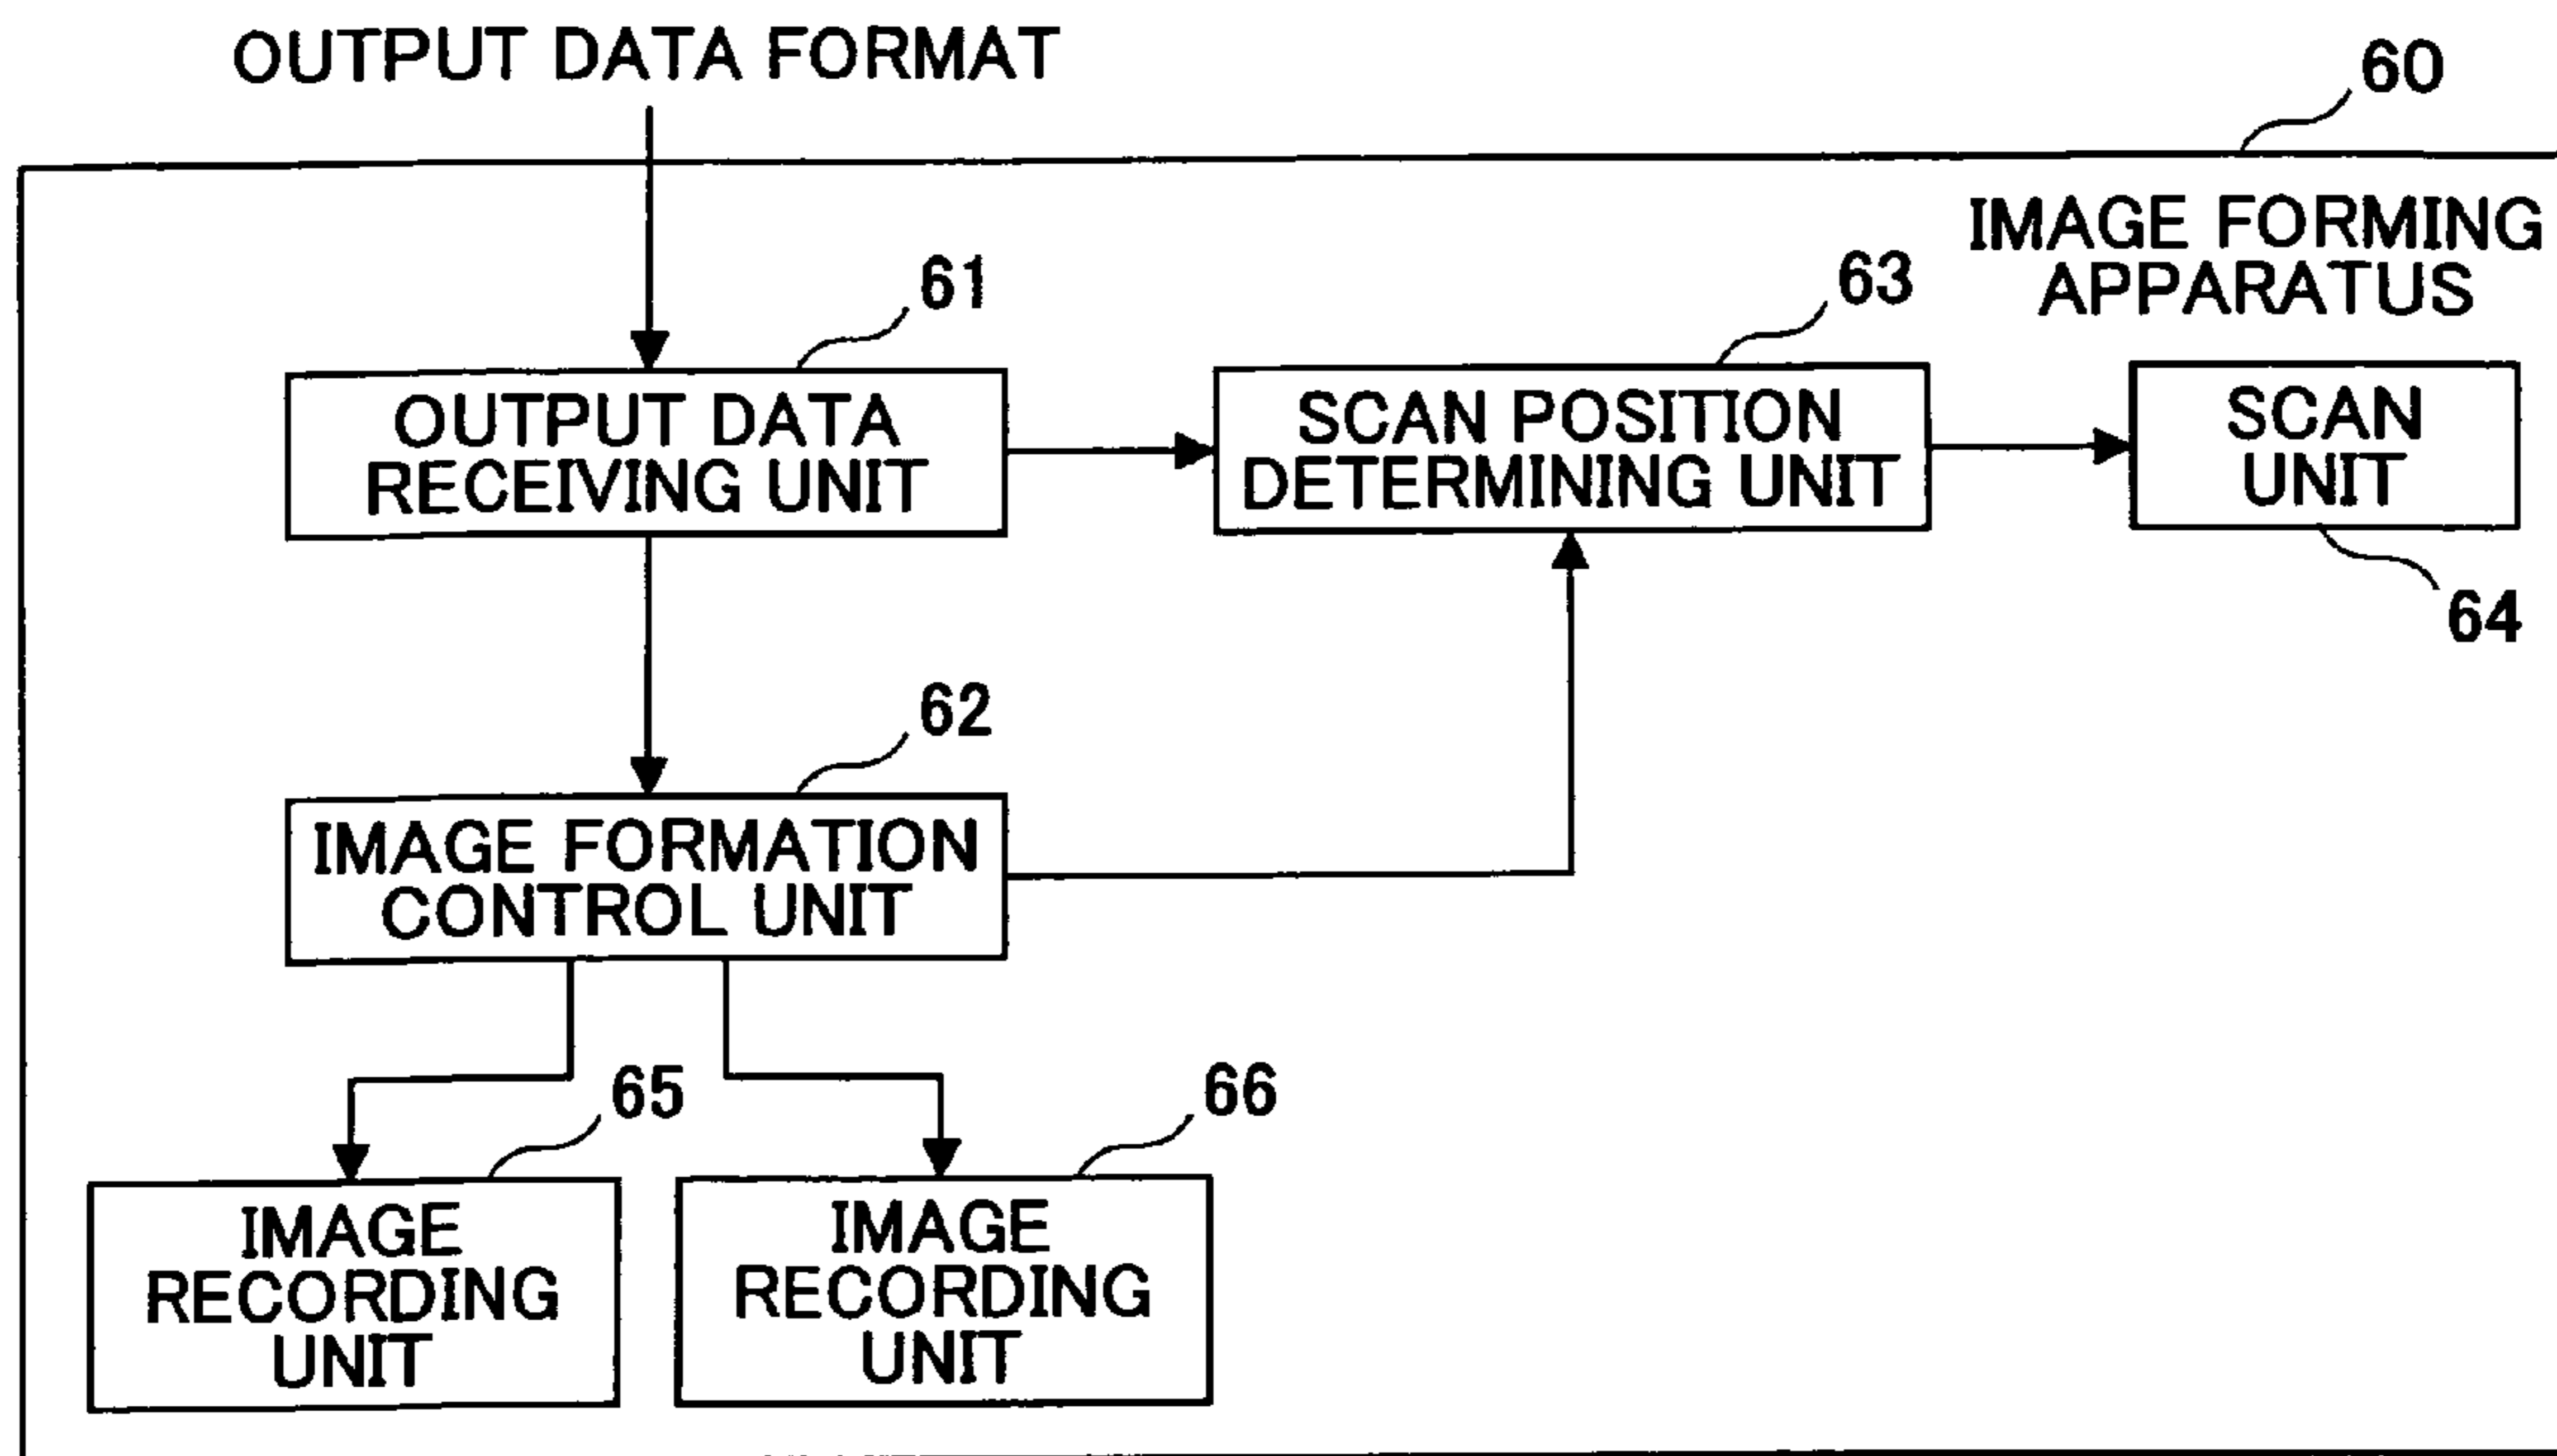 OUTPUT DATA FORMAT
60
IMAGE FORMING
APPARATUS
61
OUTPUT DATA
RECEIVING UNIT
63
SCAN POSITION
DETERMINING UNIT
SCAN
UNIT
64
62
IMAGE FORMATION
CONTROL UNIT
65
IMAGE
RECORDING
UNIT
66
IMAGE
RECORDING
UNIT